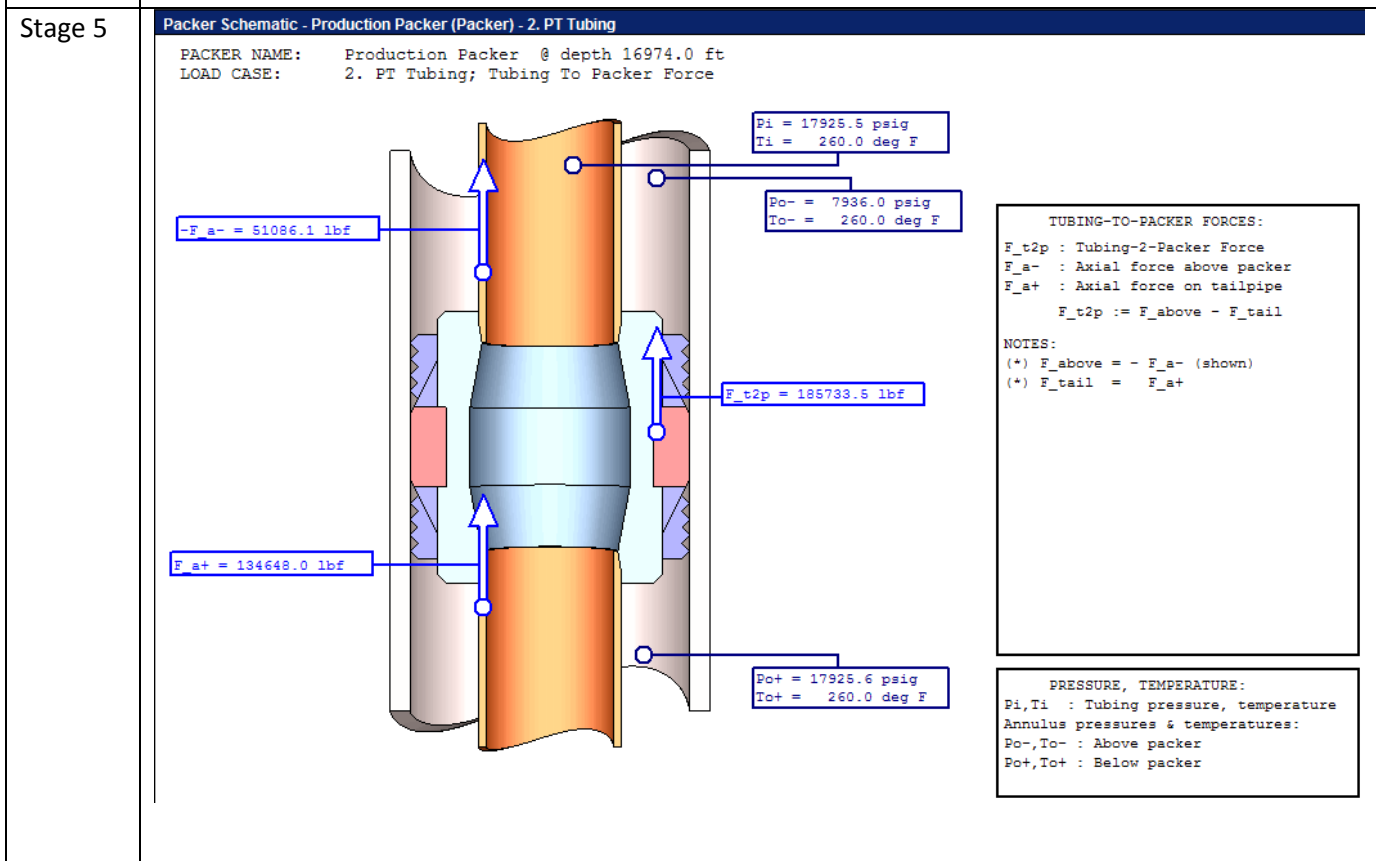 Stage 5
Packer Schematic - Production Packer (Packer) - 2. PT Tubing
PACKER NAME: Production Packer @ depth 16974.0 ft
LOAD CASE: 2. PT Tubing; Tubing To Packer Force
Pi = 17925.5 psig
Ti = 260.0 deg F
Po- = 7936.0 psig
To- = 260.0 deg F
-F_a- = 51086.1 lbf
F_t2p = 185733.5 lbf
F_a+ = 134648.0 lbf
Po+ = 17925.6 psig
To+ = 260.0 deg F
TUBING-TO-PACKER FORCES:
F_t2p : Tubing-2-Packer Force
F_a- : Axial force above packer
F_a+ : Axial force on tailpipe
F_t2p := F_above - F_tail
NOTES:
(*) F_above = - F_a- (shown)
(*) F_tail = F_a+
PRESSURE, TEMPERATURE:
Pi,Ti : Tubing pressure, temperature
Annulus pressures & temperatures:
Po-,To- : Above packer
Po+,To+ : Below packer